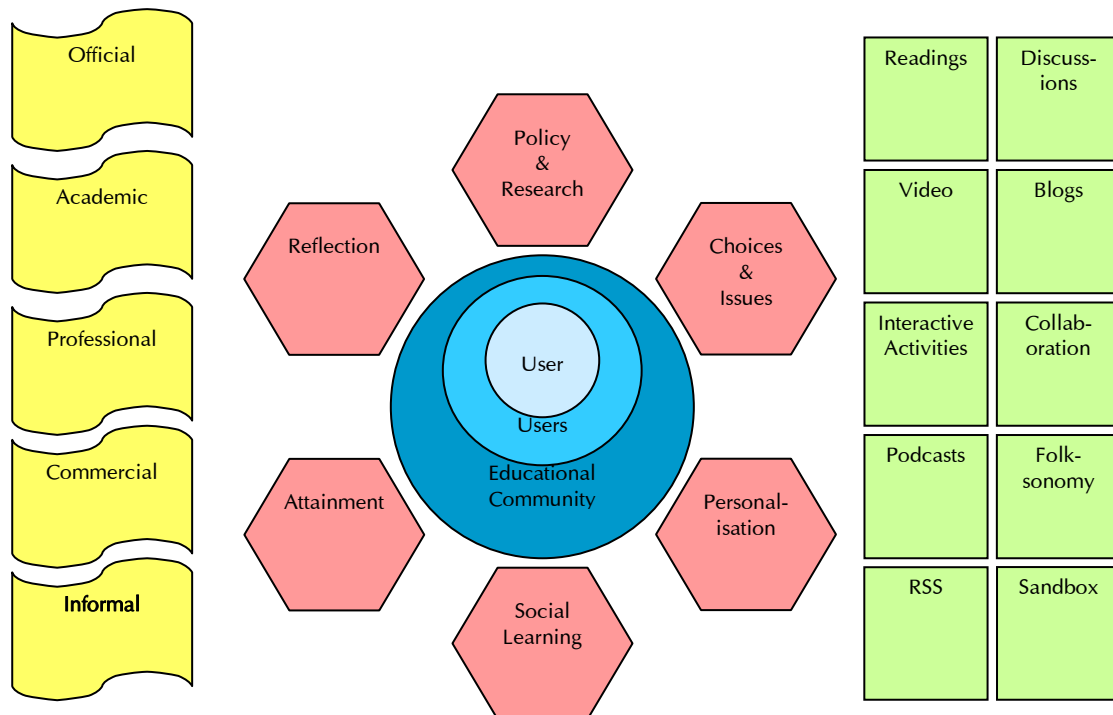 Official
Academic
Professional
Commercial
Informal
Policy
&
Research
Reflection
Choices
&
Issues
User
Users
Educational
Community
Attainment
Personal-
isation
Social
Learning
Readings
Discuss-
ions
Video
Blogs
Interactive
Activities
Collab-
oration
Podcasts
Folk-
sonomy
RSS
Sandbox